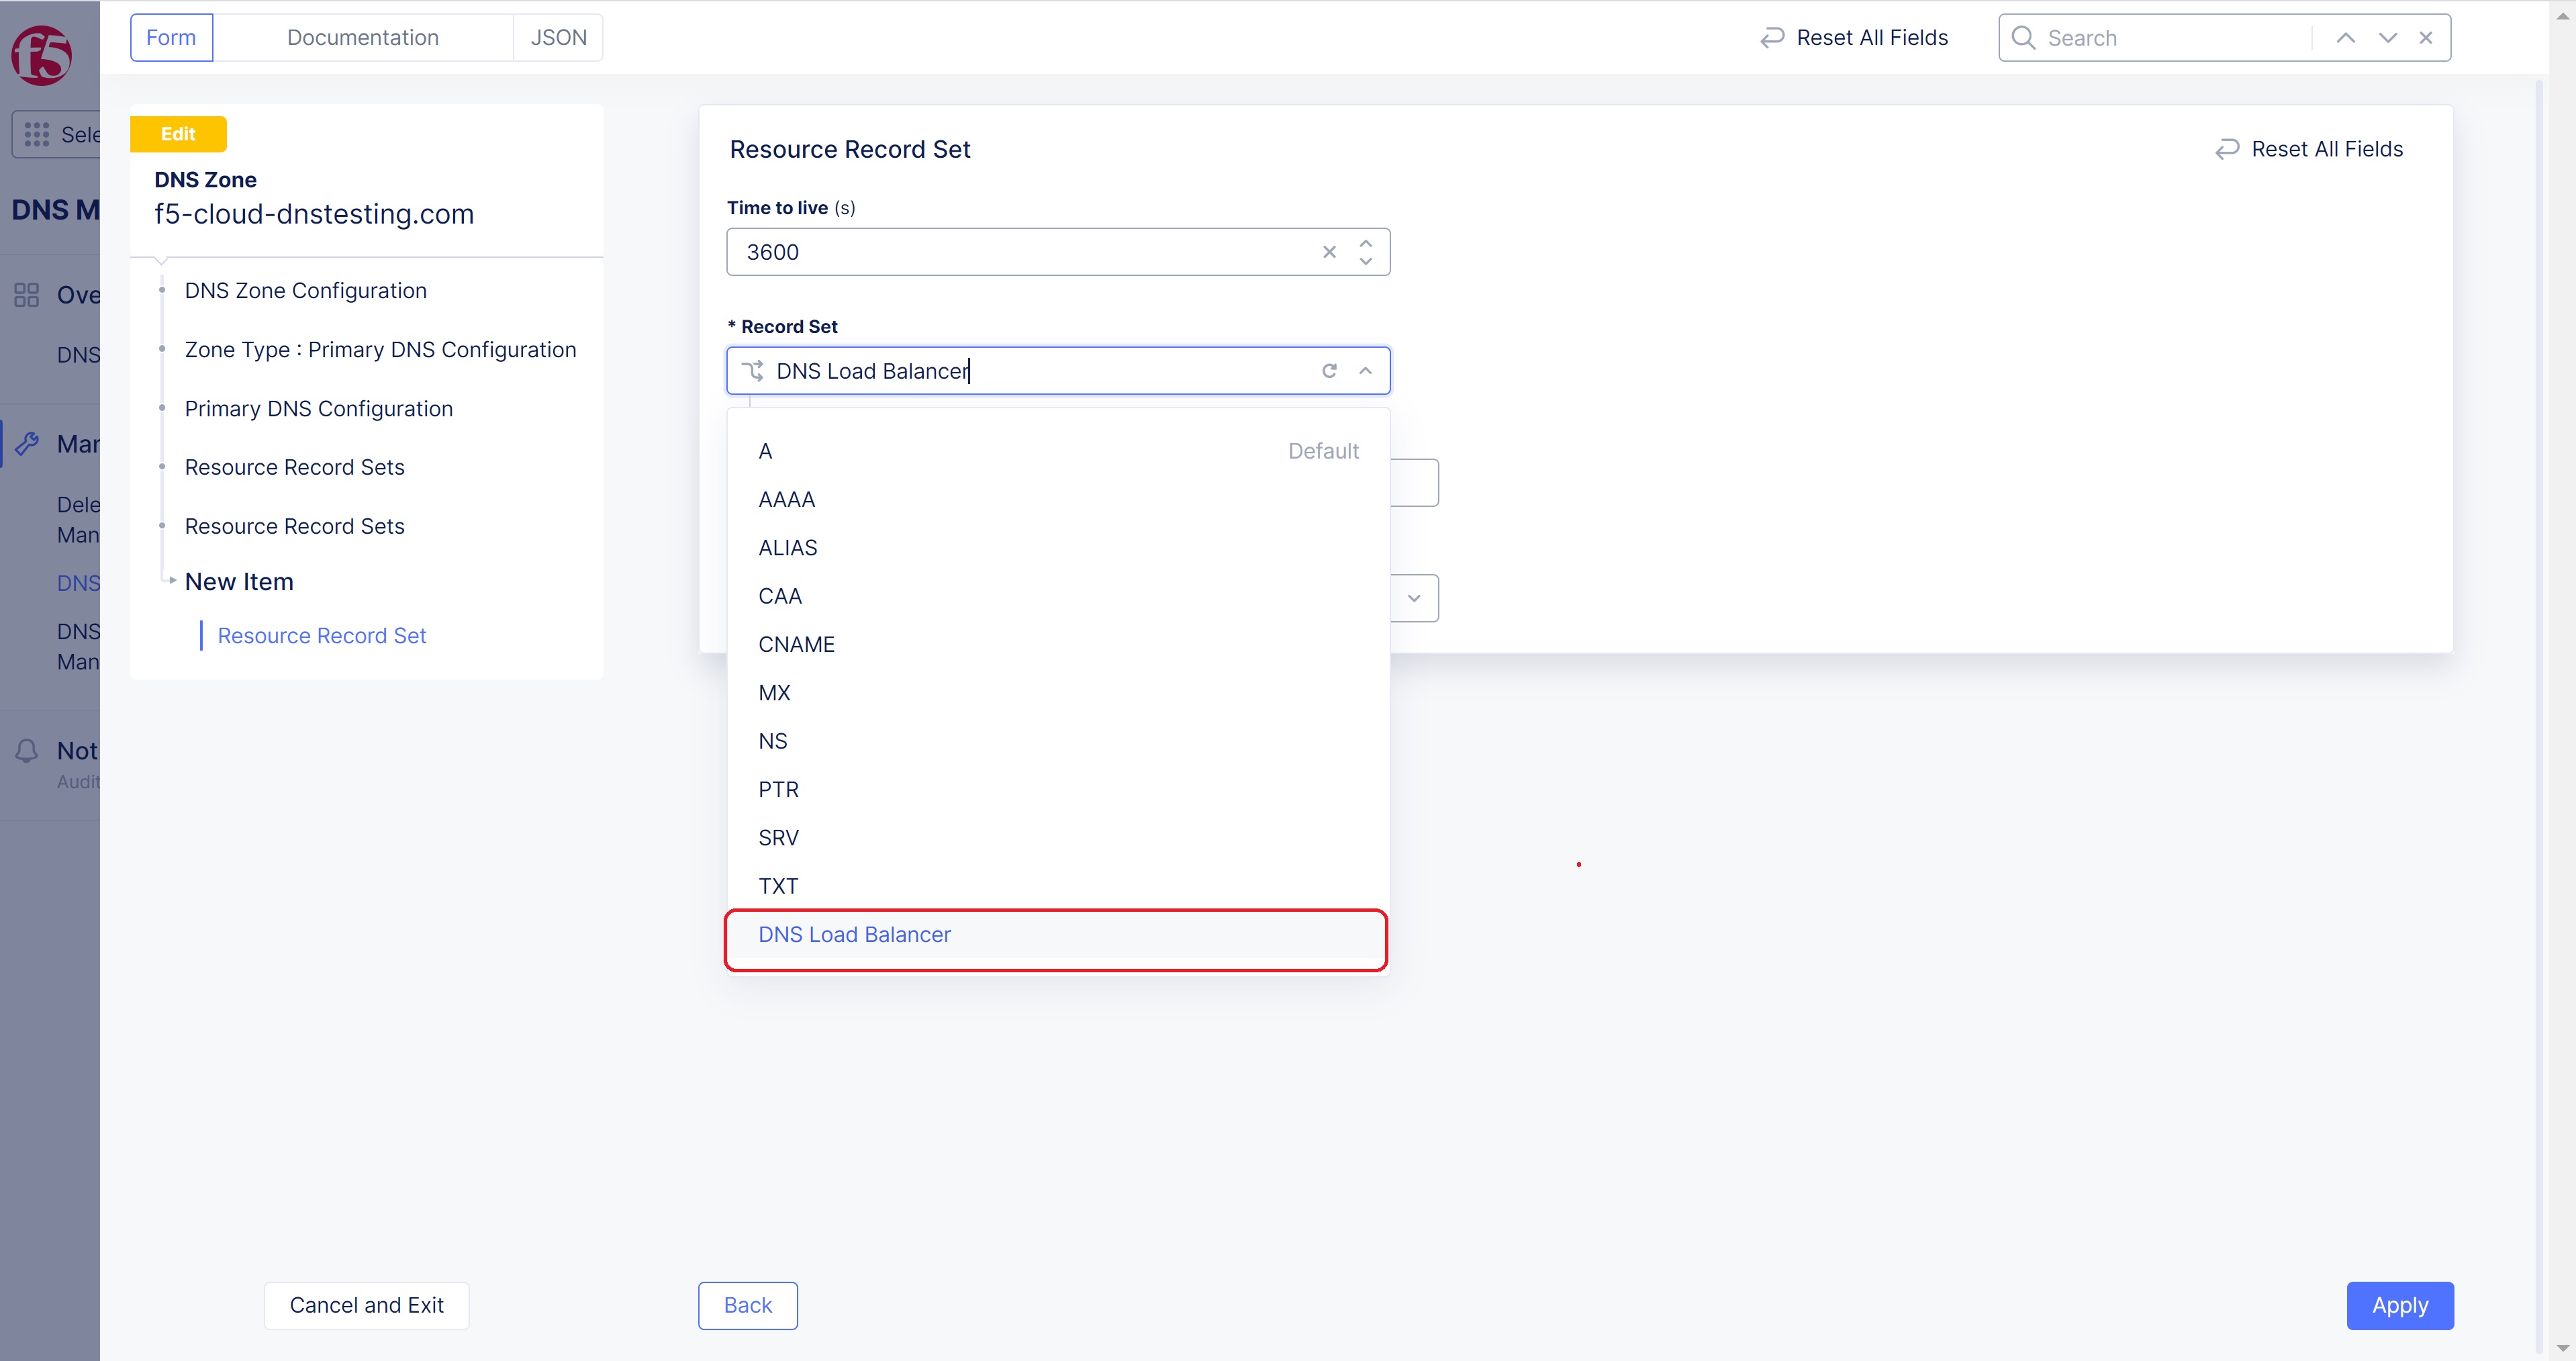 Form
Documentation
JSON
Reset All Fields
Search
f5
Sele
DNS M
Ove
DNS
Mar
Dele
Man
DNS
DNS
Man
Not
Audit
Edit
DNS Zone
f5-cloud-dnstesting.com
DNS Zone Configuration
Zone Type : Primary DNS Configuration
Primary DNS Configuration
Resource Record Sets
Resource Record Sets
New Item
Resource Record Set
Resource Record Set
Reset All Fields
Time to live (s)
3600
* Record Set
DNS Load Balancer
A Default
AAAA
ALIAS
CAA
CNAME
MX
NS
PTR
SRV
TXT
DNS Load Balancer
Cancel and Exit
Back
Apply